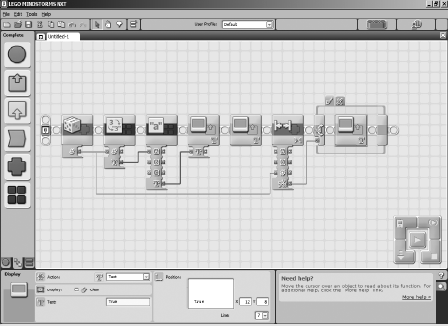 LEGO MINDSTORMS NXT
File Edit Tools Help
User Profile: Default
Complete
Untitled-1
Display
Action: Text
Position:
Display: Clear
Text: True
True
X 12 Y 8
Line 7
Need help?
Move the cursor over an object to read about its function. For additional help, click the "More help" link.
More help »